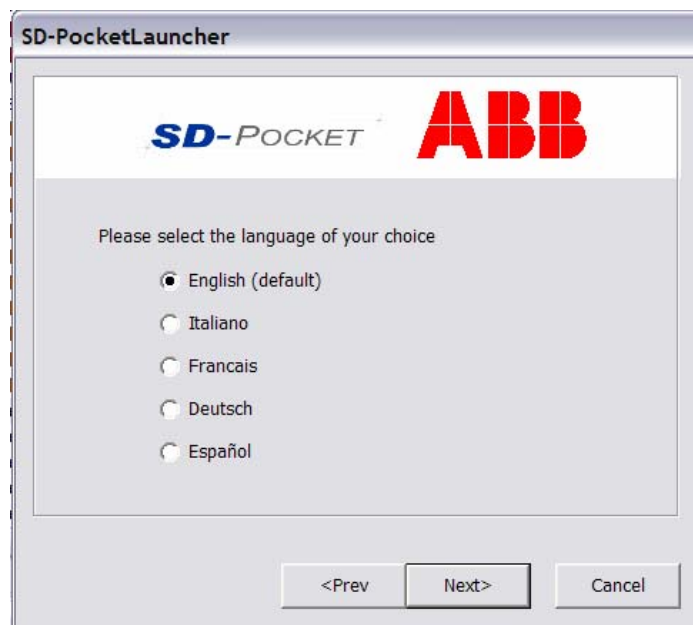 SD-PocketLauncher
SD-POCKET ABB
Please select the language of your choice
English (default)
Italiano
Francais
Deutsch
Español
<Prev Next> Cancel